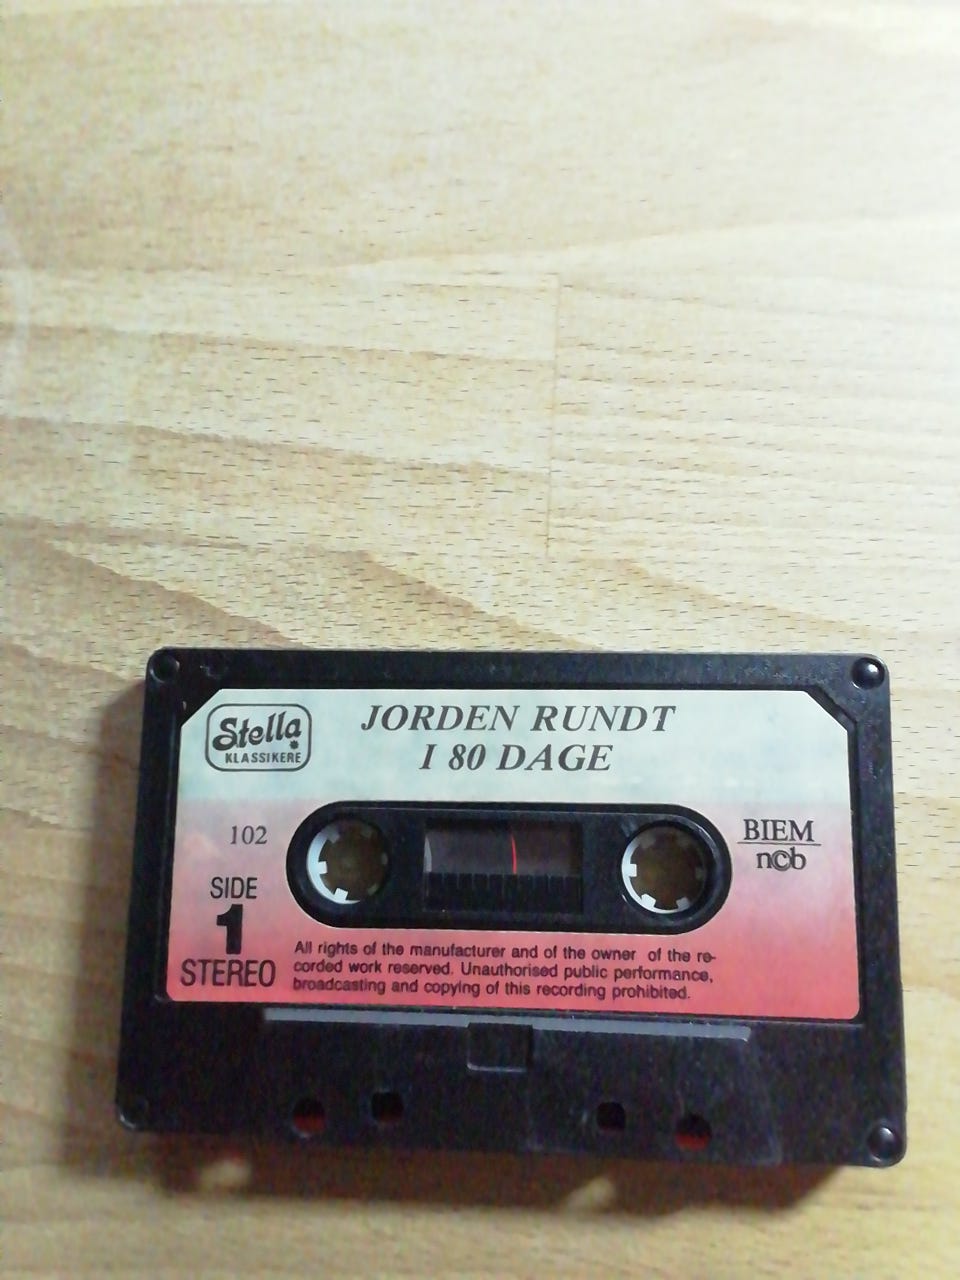 Stella
KLASSIKERE
JORDEN RUNDT
I 80 DAGE
102
BIEM
n©b
SIDE
1
STEREO
All rights of the manufacturer and of the owner of the re-
corded work reserved. Unauthorised public performance,
broadcasting and copying of this recording prohibited.